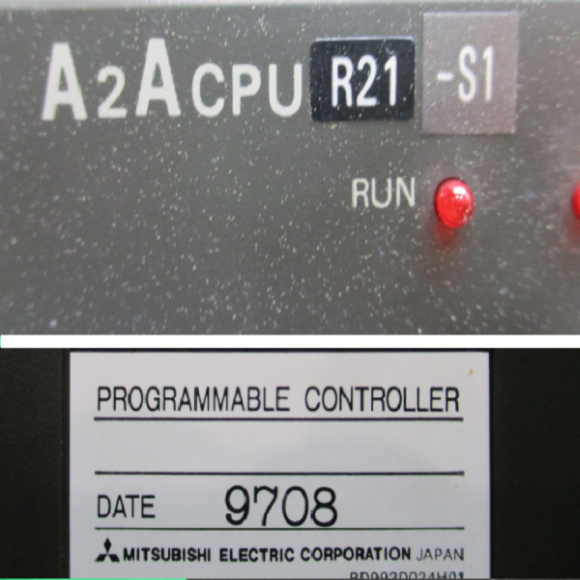 A2ACPU R21 -S1
RUN
PROGRAMMABLE CONTROLLER
DATE 9708
MITSUBISHI ELECTRIC CORPORATION JAPAN